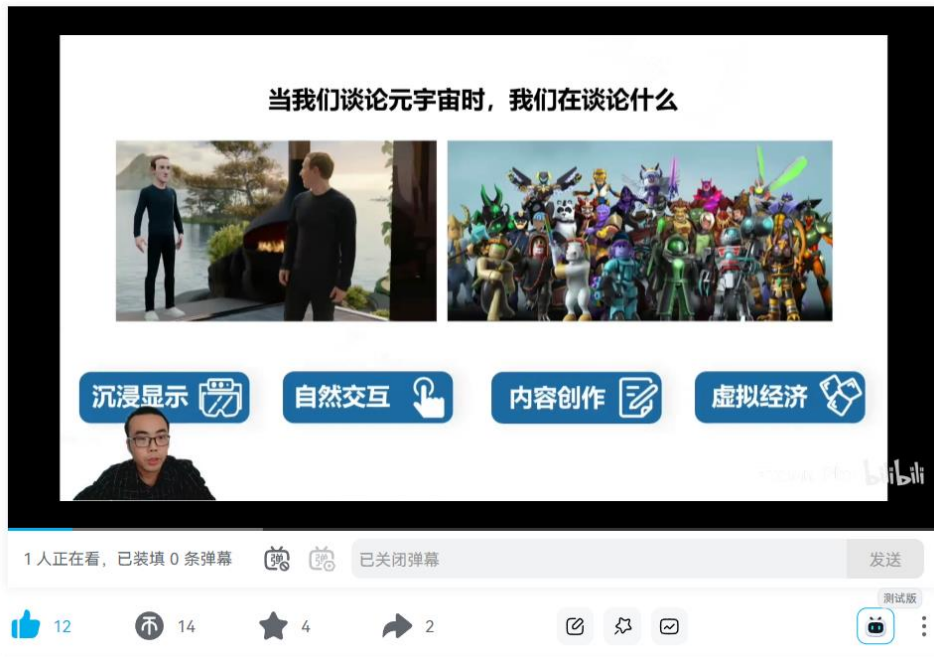 当我们谈论元宇宙时，我们在谈论什么
沉浸显示
自然交互
内容创作
虚拟经济
bilibili
1人正在看，已装填 0 条弹幕
弹
弹
已关闭弹幕
发送
测试版
12
14
4
2